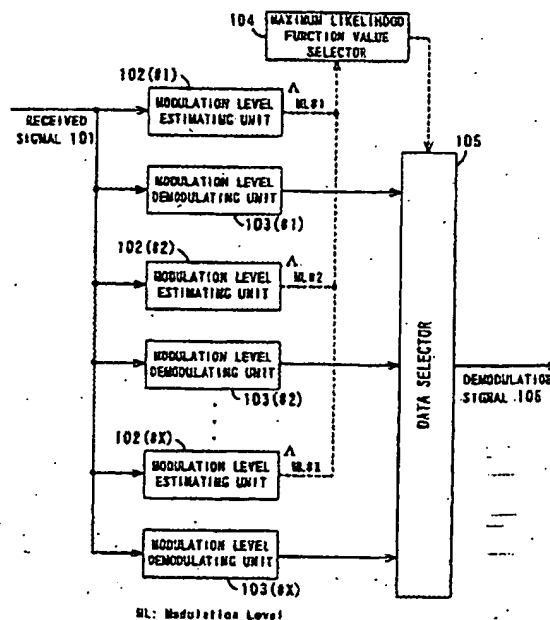 104
MAXIMUM LIKELIHOOD
FUNCTION VALUE
SELECTOR
102(#1)
MODULATION LEVEL
ESTIMATING UNIT
Λ
ML#1
RECEIVED
SIGNAL 101
105
MODULATION LEVEL
DEMODULATING UNIT
103(#1)
102(#2)
MODULATION LEVEL
ESTIMATING UNIT
Λ
ML#2
DATA SELECTOR
MODULATION LEVEL
DEMODULATING UNIT
103(#2)
DEMODULATION
SIGNAL 106
102(#X)
MODULATION LEVEL
ESTIMATING UNIT
Λ
ML#X
MODULATION LEVEL
DEMODULATING UNIT
103(#X)
ML: Modulation Level